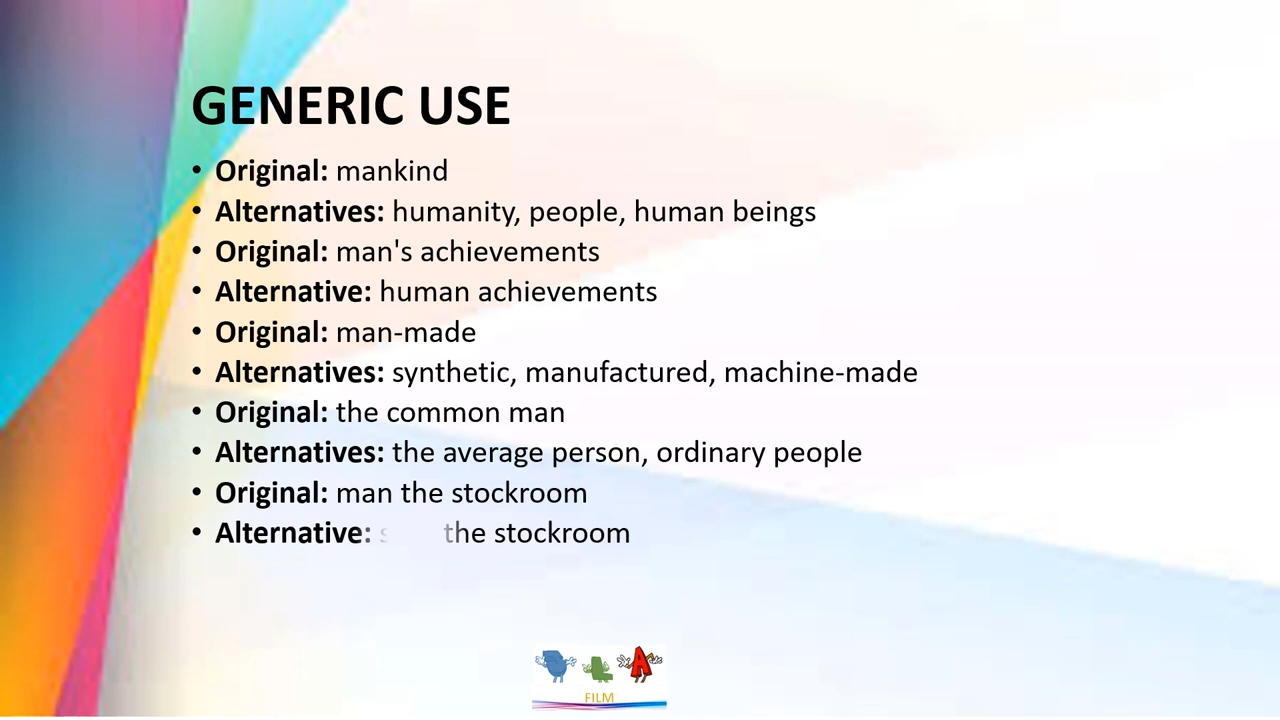 GENERIC USE
• Original: mankind
• Alternatives: humanity, people, human beings
• Original: man's achievements
• Alternative: human achievements
• Original: man-made
• Alternatives: synthetic, manufactured, machine-made
• Original: the common man
• Alternatives: the average person, ordinary people
• Original: man the stockroom
• Alternative: the stockroom
A
FILM